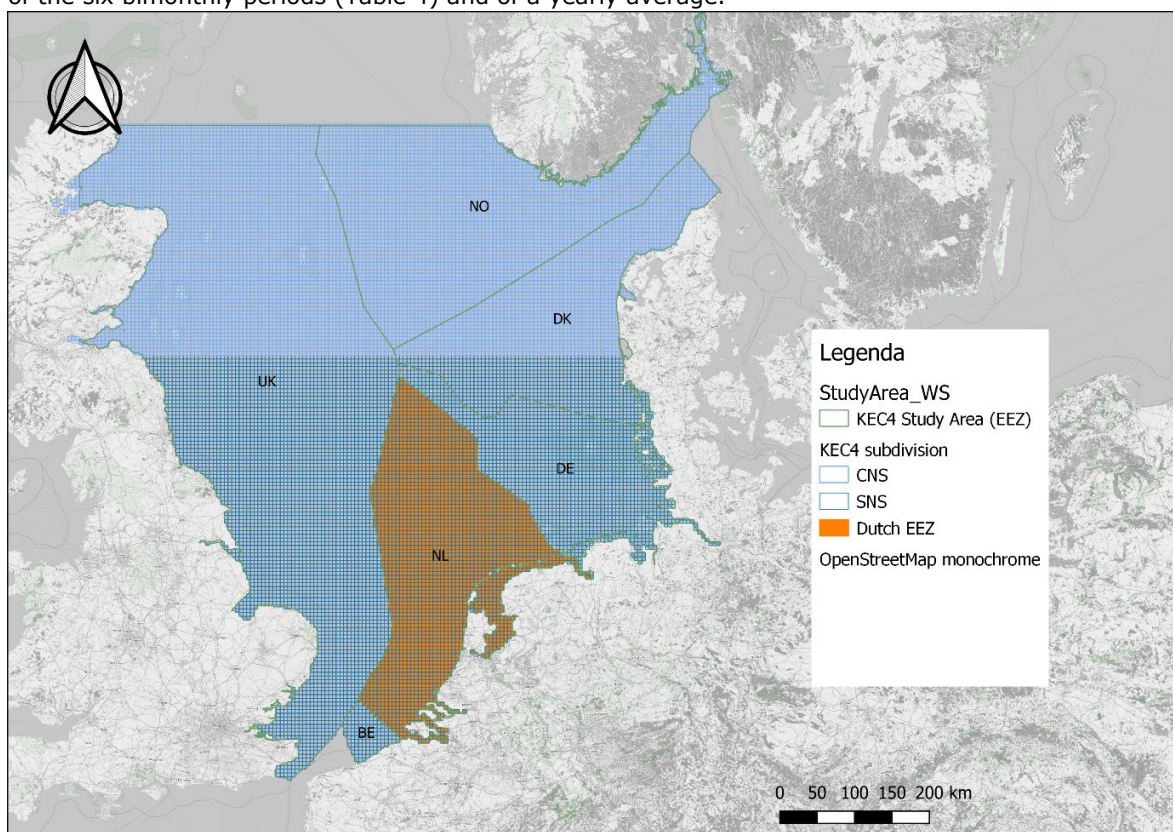 of the six bimonthly periods (Table 4) and of a yearly average.
NO
DK
UK
DE
NL
BE
Legenda
StudyArea_WS
KEC4 Study Area (EEZ)
KEC4 subdivision
CNS
SNS
Dutch EEZ
OpenStreetMap monochrome
0 50 100 150 200 km